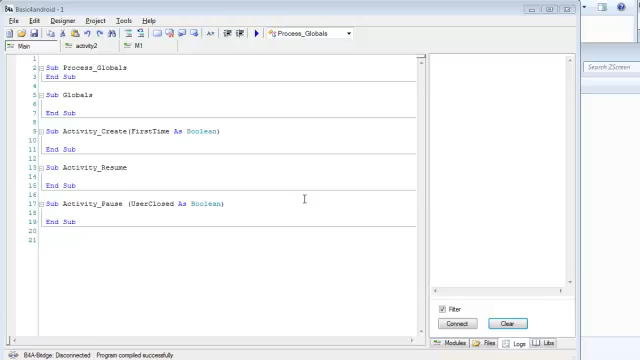 Basic4android - 1
File Edit Designer Project Tools Help
Process_Globals
Main activity2 M1
Search ZScreen
1
2 Sub Process_Globals
3 End Sub
4
5 Sub Globals
6
7 End Sub
8
9 Sub Activity_Create(FirstTime As Boolean)
10
11 End Sub
12
13 Sub Activity_Resume
14
15 End Sub
16
17 Sub Activity_Pause (UserClosed As Boolean)
18
19 End Sub
20
21
Filter
Connect Clear
Modules Files Logs Libs
B4A-Bridge: Disconnected Program compiled successfully